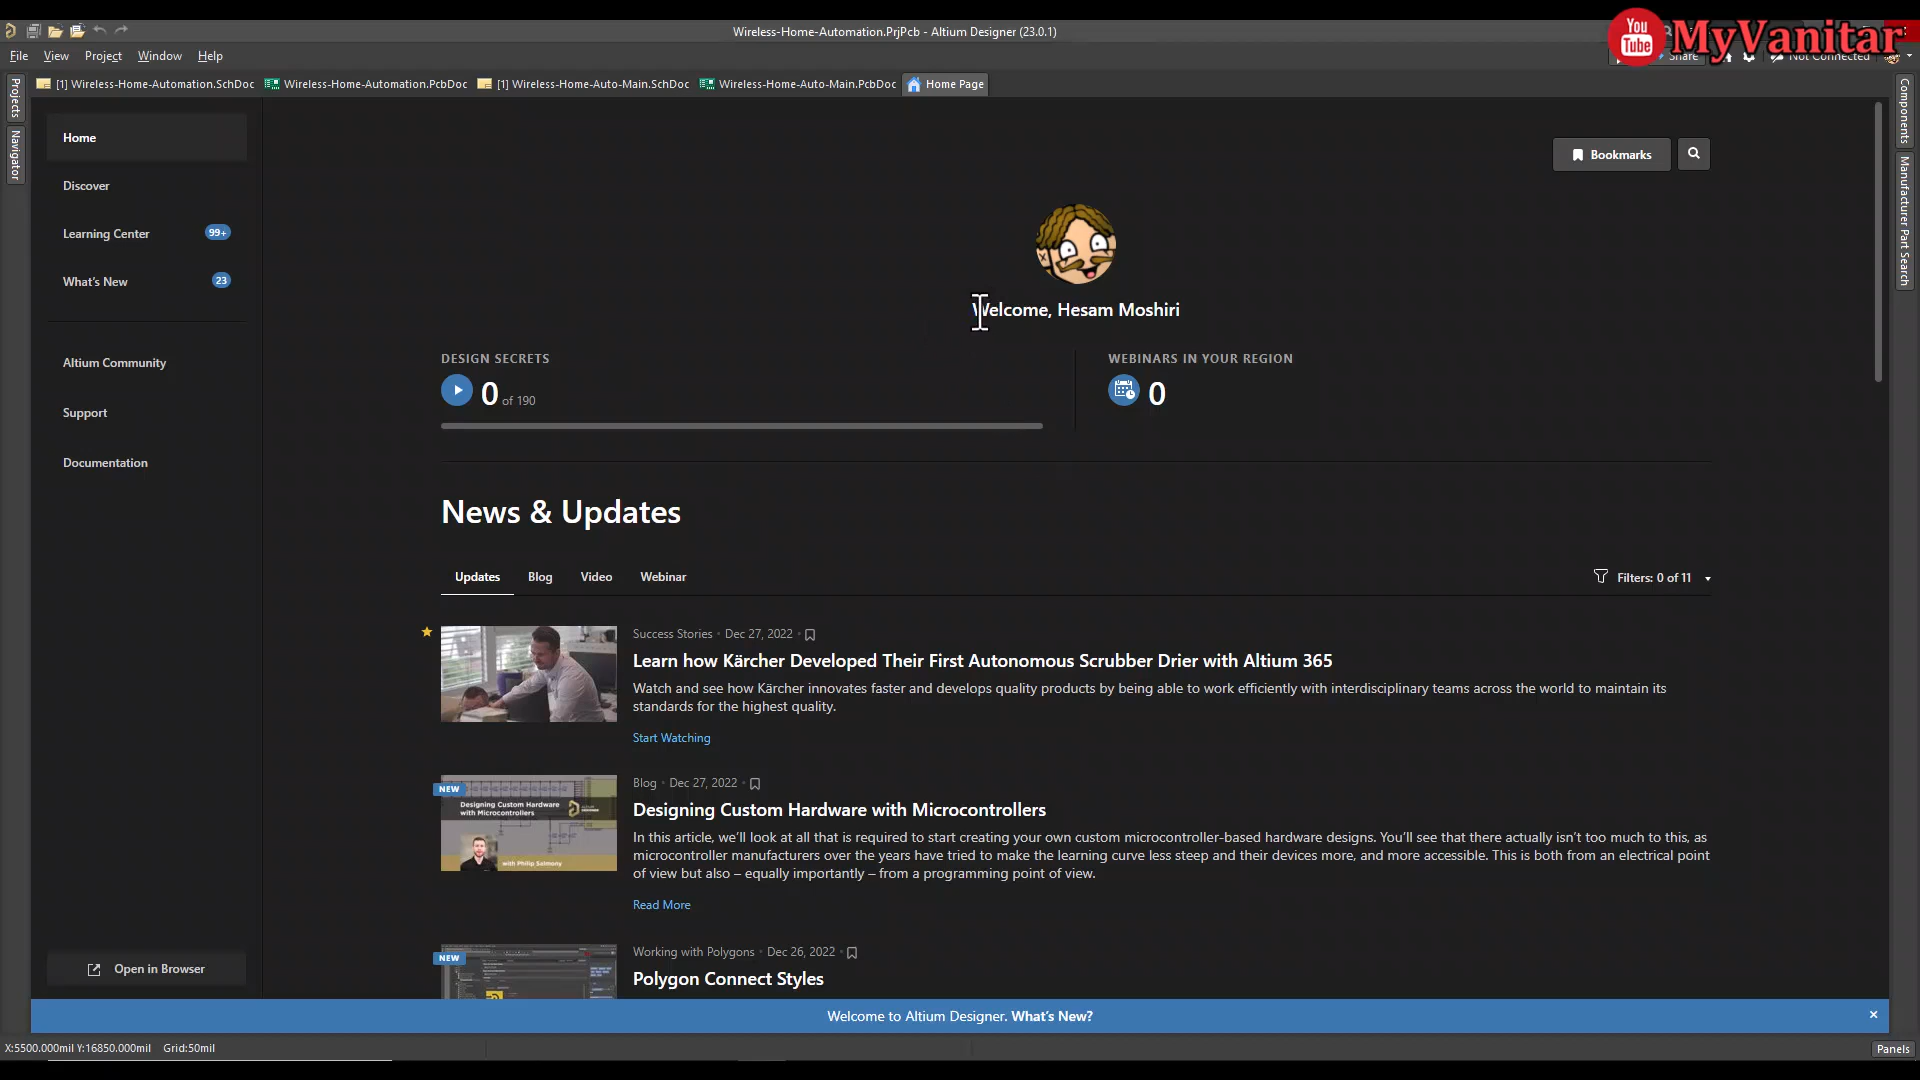 Wireless-Home-Automation.PrjPcb - Altium Designer (23.0.1)
You Tube MyVanitar
File View Project Window Help
Share
Not Connected
[1] Wireless-Home-Automation.SchDoc Wireless-Home-Automation.PcbDoc [1] Wireless-Home-Auto-Main.SchDoc Wireless-Home-Auto-Main.PcbDoc Home Page
Projects
Navigator
Components
Manufacturer Part Search
Home
Discover
Learning Center 99+
What's New 23
Altium Community
Support
Documentation
Open in Browser
Bookmarks
Welcome, Hesam Moshiri
DESIGN SECRETS
0 of 190
WEBINARS IN YOUR REGION
0
News & Updates
Updates Blog Video Webinar
Filters: 0 of 11
Success Stories • Dec 27, 2022 •
Learn how Kärcher Developed Their First Autonomous Scrubber Drier with Altium 365
Watch and see how Kärcher innovates faster and develops quality products by being able to work efficiently with interdisciplinary teams across the world to maintain its
standards for the highest quality.
Start Watching
NEW
Designing Custom Hardware
with Microcontrollers
with Philip Salmony
Blog • Dec 27, 2022 •
Designing Custom Hardware with Microcontrollers
In this article, we'll look at all that is required to start creating your own custom microcontroller-based hardware designs. You'll see that there actually isn't too much to this, as
microcontroller manufacturers over the years have tried to make the learning curve less steep and their devices more, and more accessible. This is both from an electrical point
of view but also – equally importantly – from a programming point of view.
Read More
NEW
Working with Polygons • Dec 26, 2022 •
Polygon Connect Styles
Welcome to Altium Designer. What's New?
X:5500.000mil Y:16850.000mil Grid:50mil
Panels